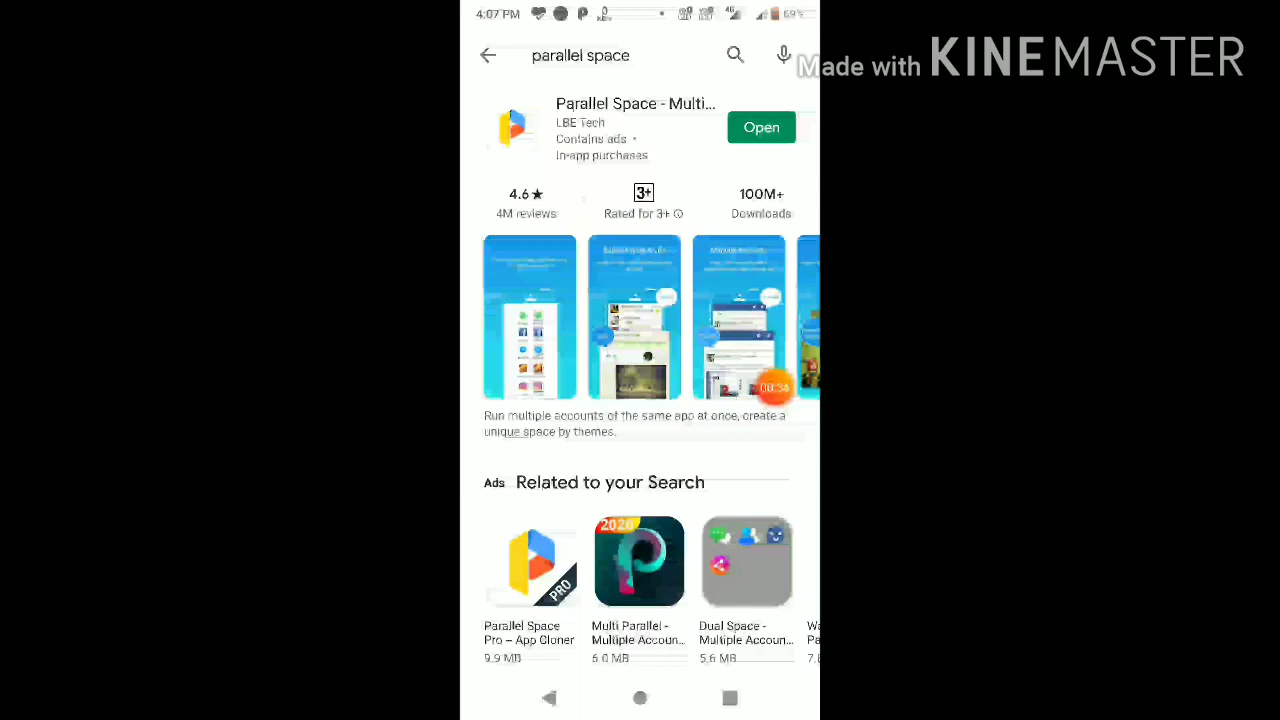 4:07 PM
4G
Made with KINEMASTER
parallel space
Parallel Space - Multi...
LBE Tech
Contains ads •
In-app purchases
Open
4.6★
4M reviews
3+
Rated for 3+
100M+
Downloads
00:34
Run multiple accounts of the same app at once, create a
unique space by themes.
Ads Related to your Search
PRO
2020
Parallel Space
Pro – App Cloner
9.9 MB
Multi Parallel -
Multiple Accoun...
6.0 MB
Dual Space -
Multiple Accoun...
5.6 MB